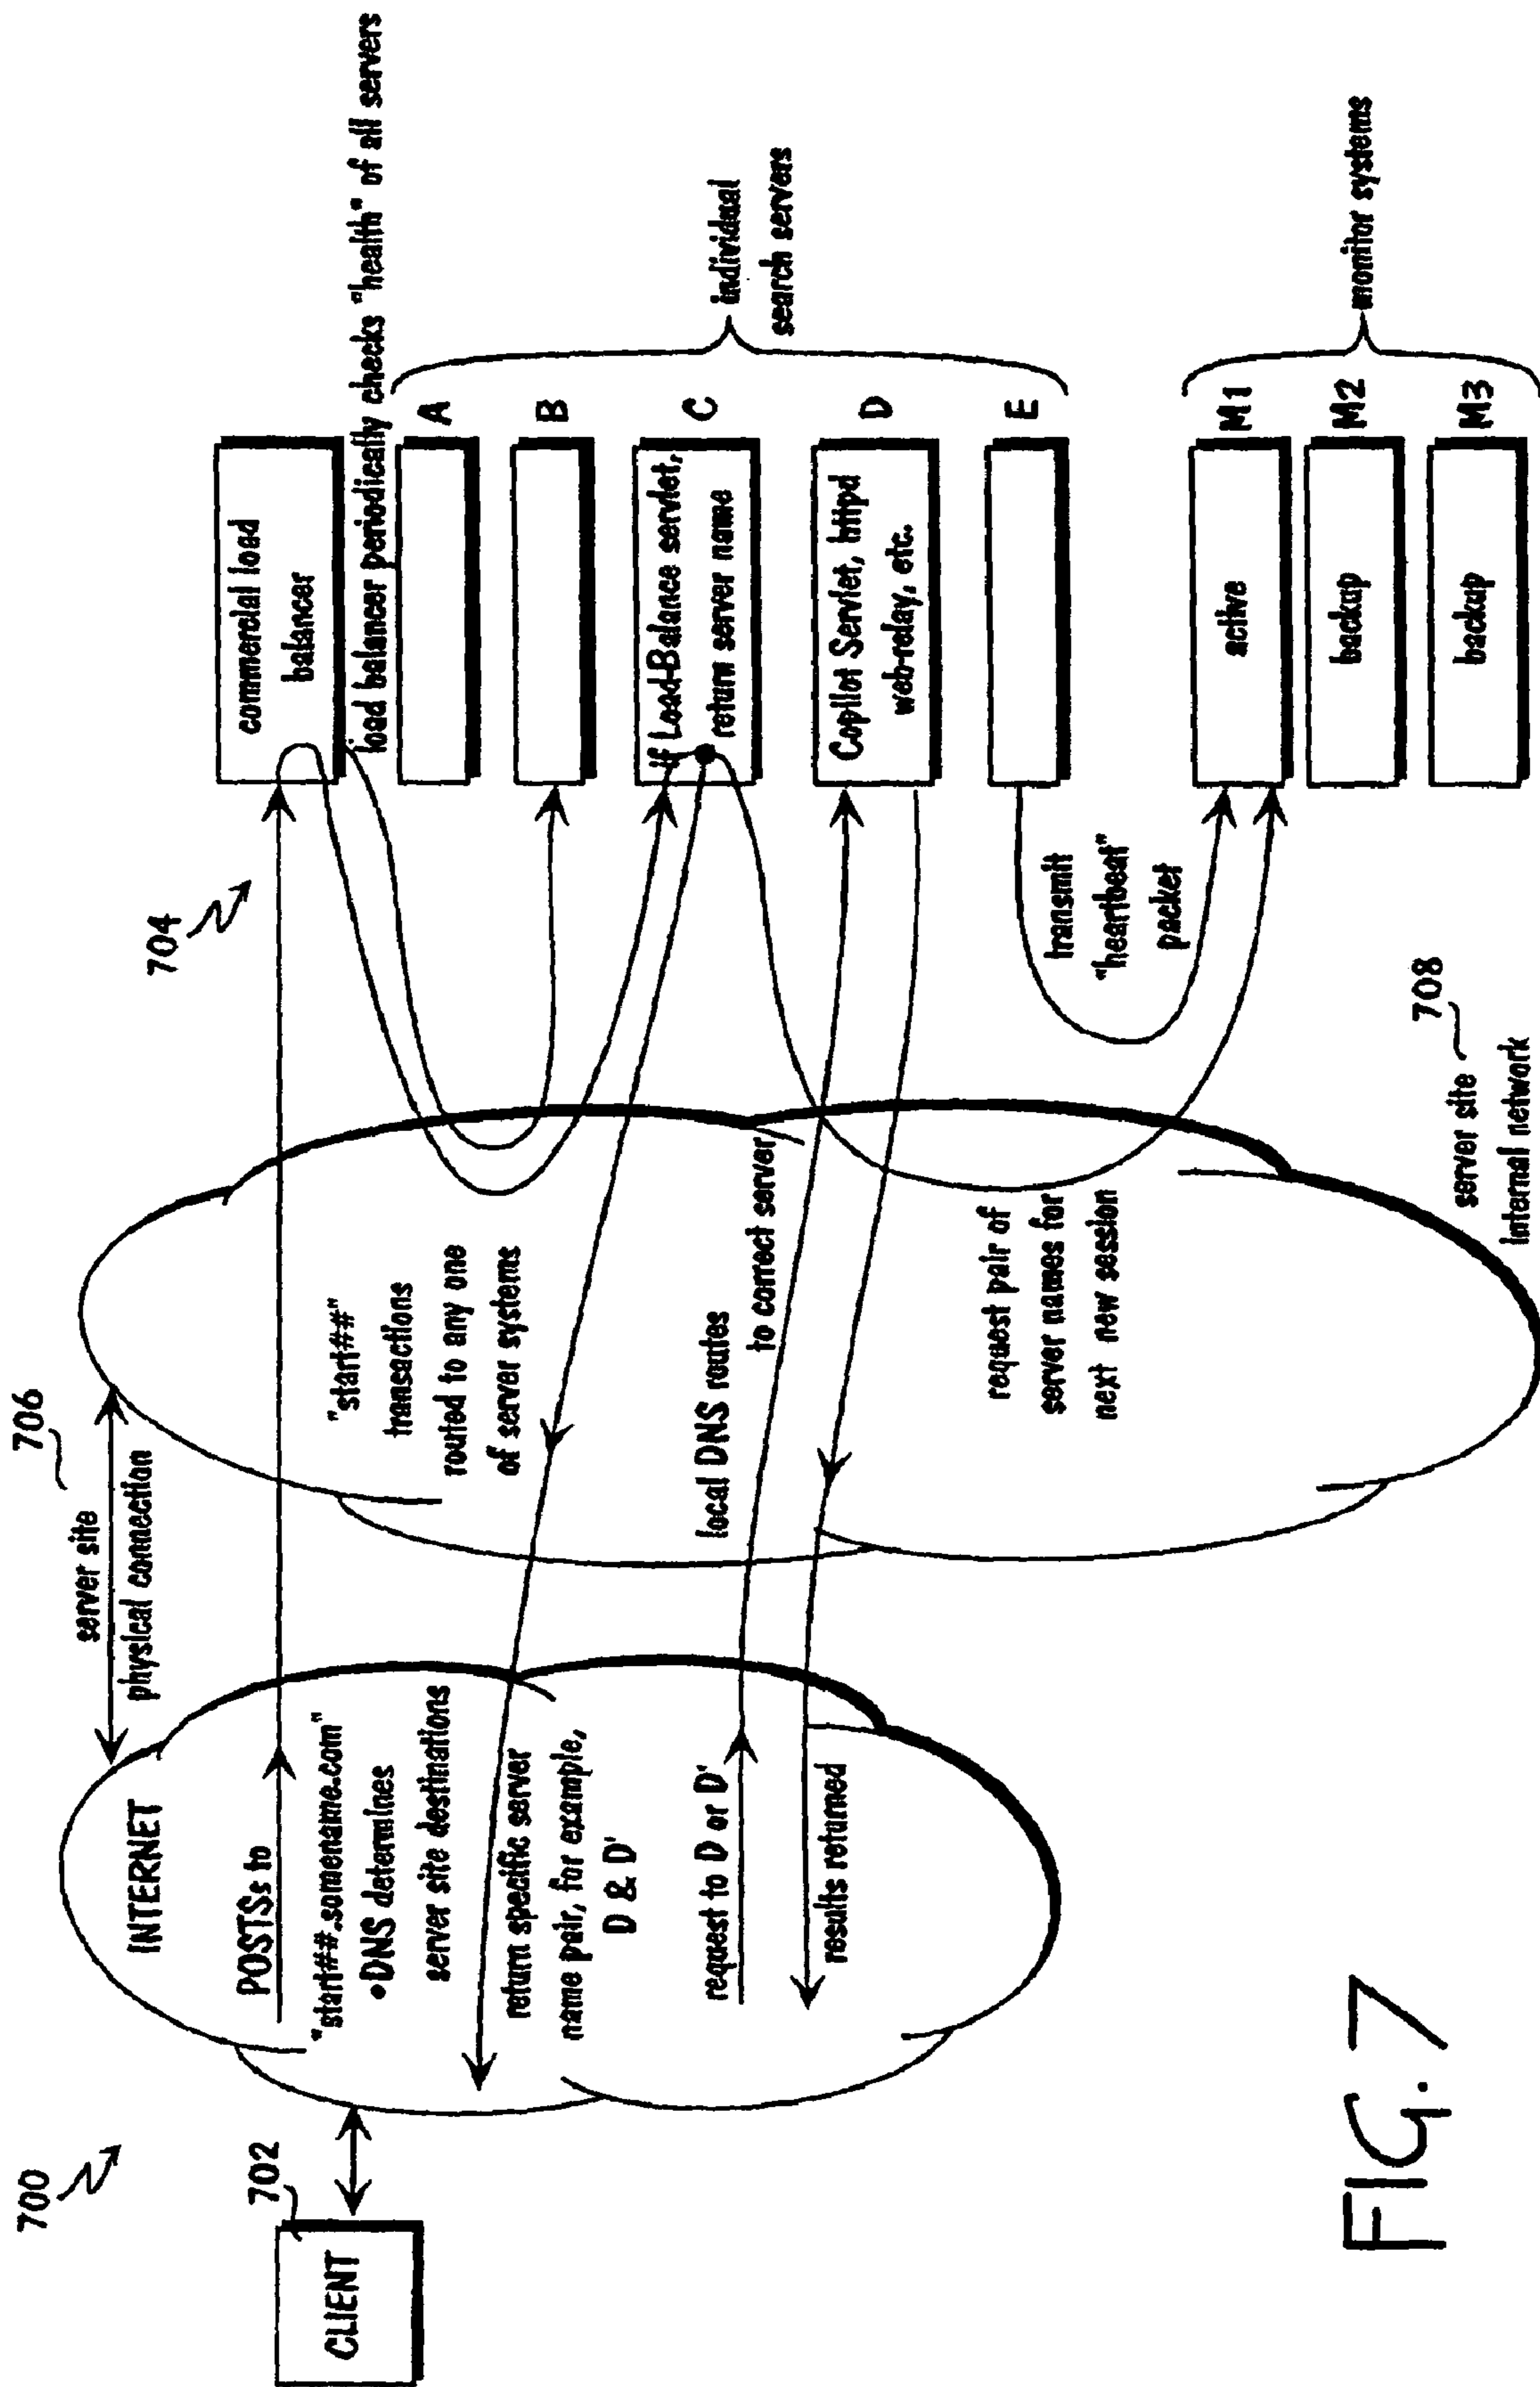 700
702
CLIENT
INTERNET
POSTSs to
"start##.somename.com"
•DNS determines
server site destinations
return specific server
name pair, for example,
D & D'
request to D or D'
results returned
706
server site
physical connection
"start##"
transactions
routed to any one
of server systems
local DNS routes
to correct server
request pair of
server names for
next new session
708
server site
internal network
704
commercial load
balancer
load balancer periodically checks "health" of all servers
A
B
if Load-Balance servlet,
return server name
C
Copilot Servlet, httpd
web-relay, etc.
D
E
individual
search servers
transmit
"heartbeat"
packet
active
M1
backup
M2
backup
M3
monitor systems
FIG. 7